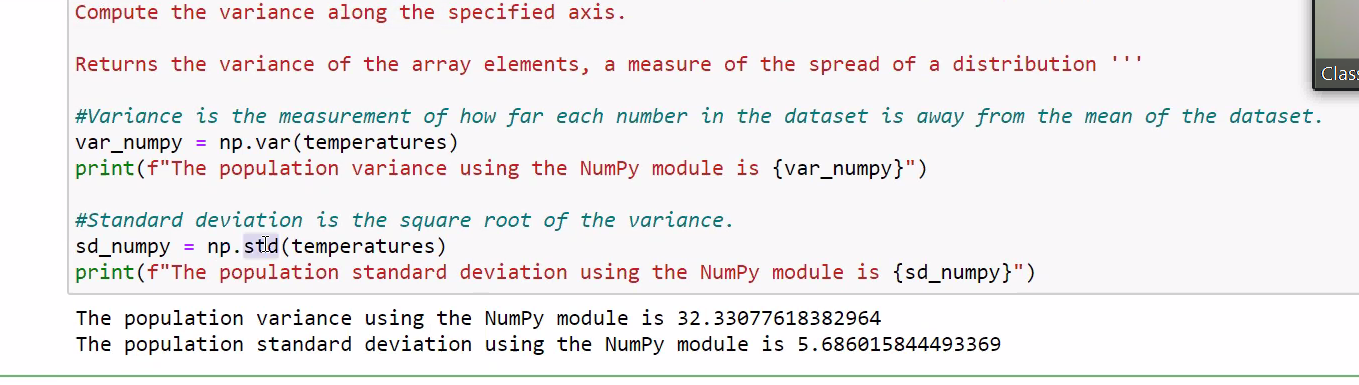 Compute the variance along the specified axis.
Returns the variance of the array elements, a measure of the spread of a distribution '''
Clas
#Variance is the measurement of how far each number in the dataset is away from the mean of the dataset.
var_numpy = np.var(temperatures)
print(f"The population variance using the NumPy module is {var_numpy}")
#Standard deviation is the square root of the variance.
sd_numpy = np.std(temperatures)
print(f"The population standard deviation using the NumPy module is {sd_numpy}")
The population variance using the NumPy module is 32.33077618382964
The population standard deviation using the NumPy module is 5.686015844493369